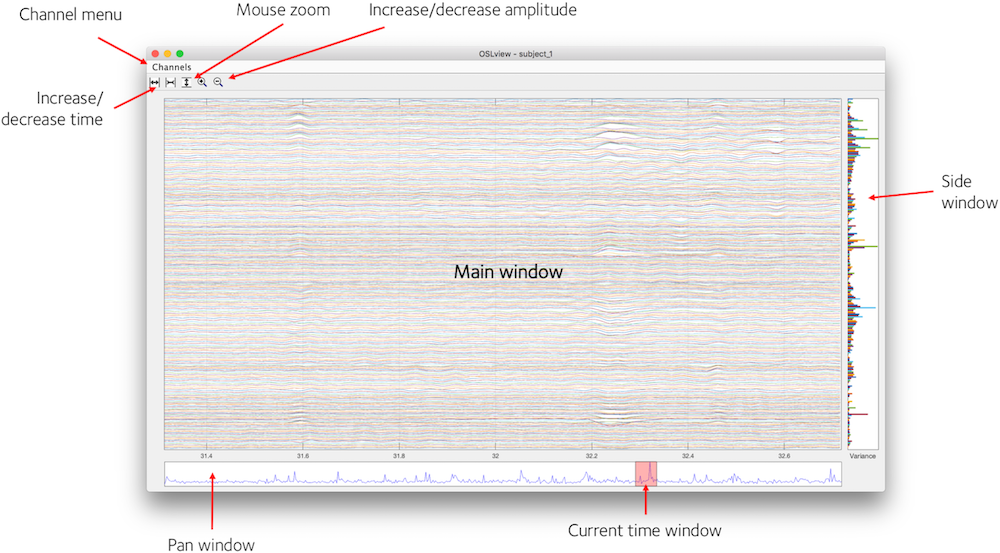 Channel menu
Mouse zoom
Increase/decrease amplitude
OSLview - subject_1
Channels
Increase/
decrease time
Side
window
Main window
31.4 31.6 31.8 32 32.2 32.4 32.6
Variance
Pan window
Current time window